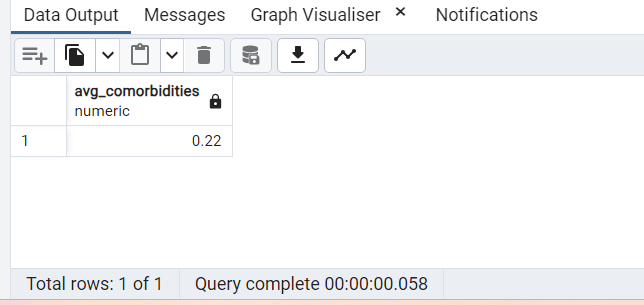 Data Output Messages Graph Visualiser × Notifications
avg_comorbidities
numeric
1 0.22
Total rows: 1 of 1 Query complete 00:00:00.058